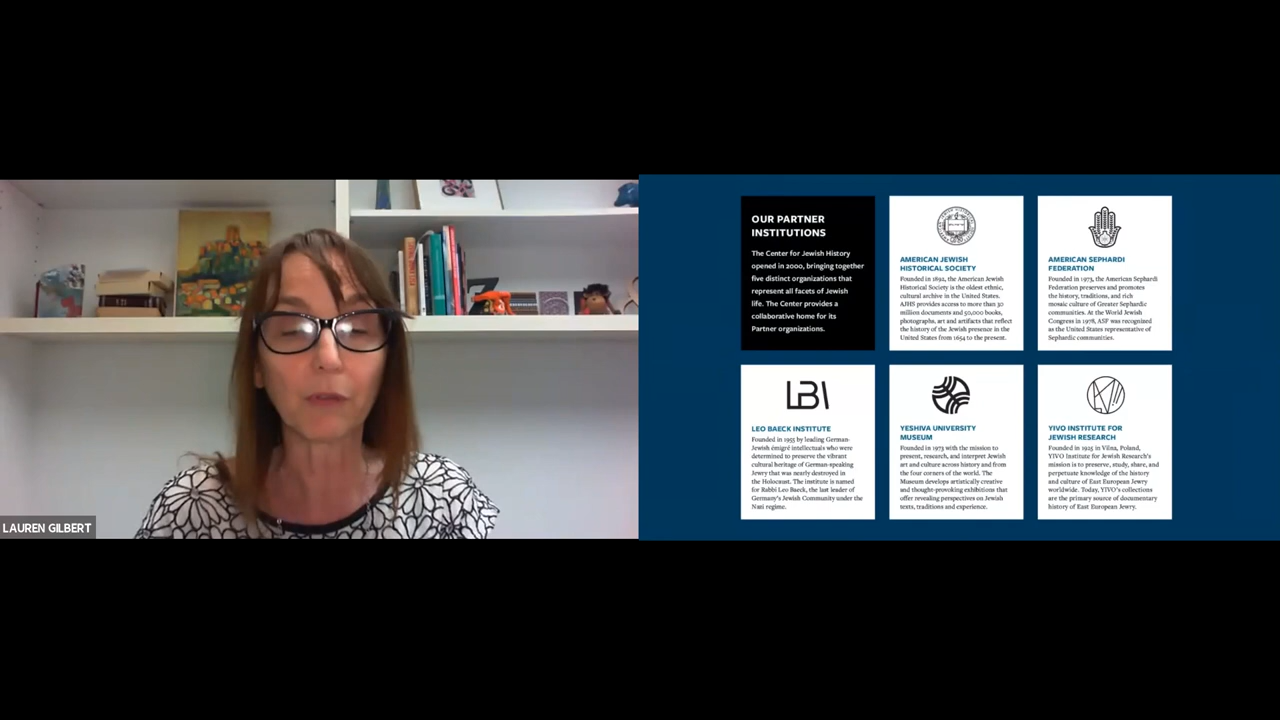 LAUREN GILBERT
OUR PARTNER
INSTITUTIONS
The Center for Jewish History
opened in 2000, bringing together
five distinct organizations that
represent all facets of Jewish
life. The Center provides a
collaborative home for its
Partner organizations.
AMERICAN JEWISH
HISTORICAL SOCIETY
Founded in 1892, the American Jewish
Historical Society is the oldest ethnic,
cultural archive in the United States.
AJHS provides access to more than 30
million documents and 50,000 books,
photographs, art and artifacts that reflect
the history of the Jewish presence in the
United States from 1654 to the present.
AMERICAN SEPHARDI
FEDERATION
Founded in 1973, the American Sephardi
Federation preserves and promotes
the history, traditions, and rich
mosaic culture of Greater Sephardic
communities. At the World Jewish
Congress in 1978, ASF was recognized
as the United States representative of
Sephardic communities.
LBI
LEO BAECK INSTITUTE
Founded in 1955 by leading German-
Jewish émigré intellectuals who were
determined to preserve the vibrant
cultural heritage of German-speaking
Jewry that was nearly destroyed in
the Holocaust. The institute is named
for Rabbi Leo Baeck, the last leader of
Germany's Jewish Community under the
Nazi regime.
YESHIVA UNIVERSITY
MUSEUM
Founded in 1973 with the mission to
present, research, and interpret Jewish
art and culture across history and from
the four corners of the world. The
Museum develops artistically creative
and thought-provoking exhibitions that
offer revealing perspectives on Jewish
texts, traditions and experience.
YIVO INSTITUTE FOR
JEWISH RESEARCH
Founded in 1925 in Vilna, Poland,
YIVO Institute for Jewish Research's
mission is to preserve, study, share, and
perpetuate knowledge of the history
and culture of East European Jewry
worldwide. Today, YIVO's collections
are the primary source of documentary
history of East European Jewry.